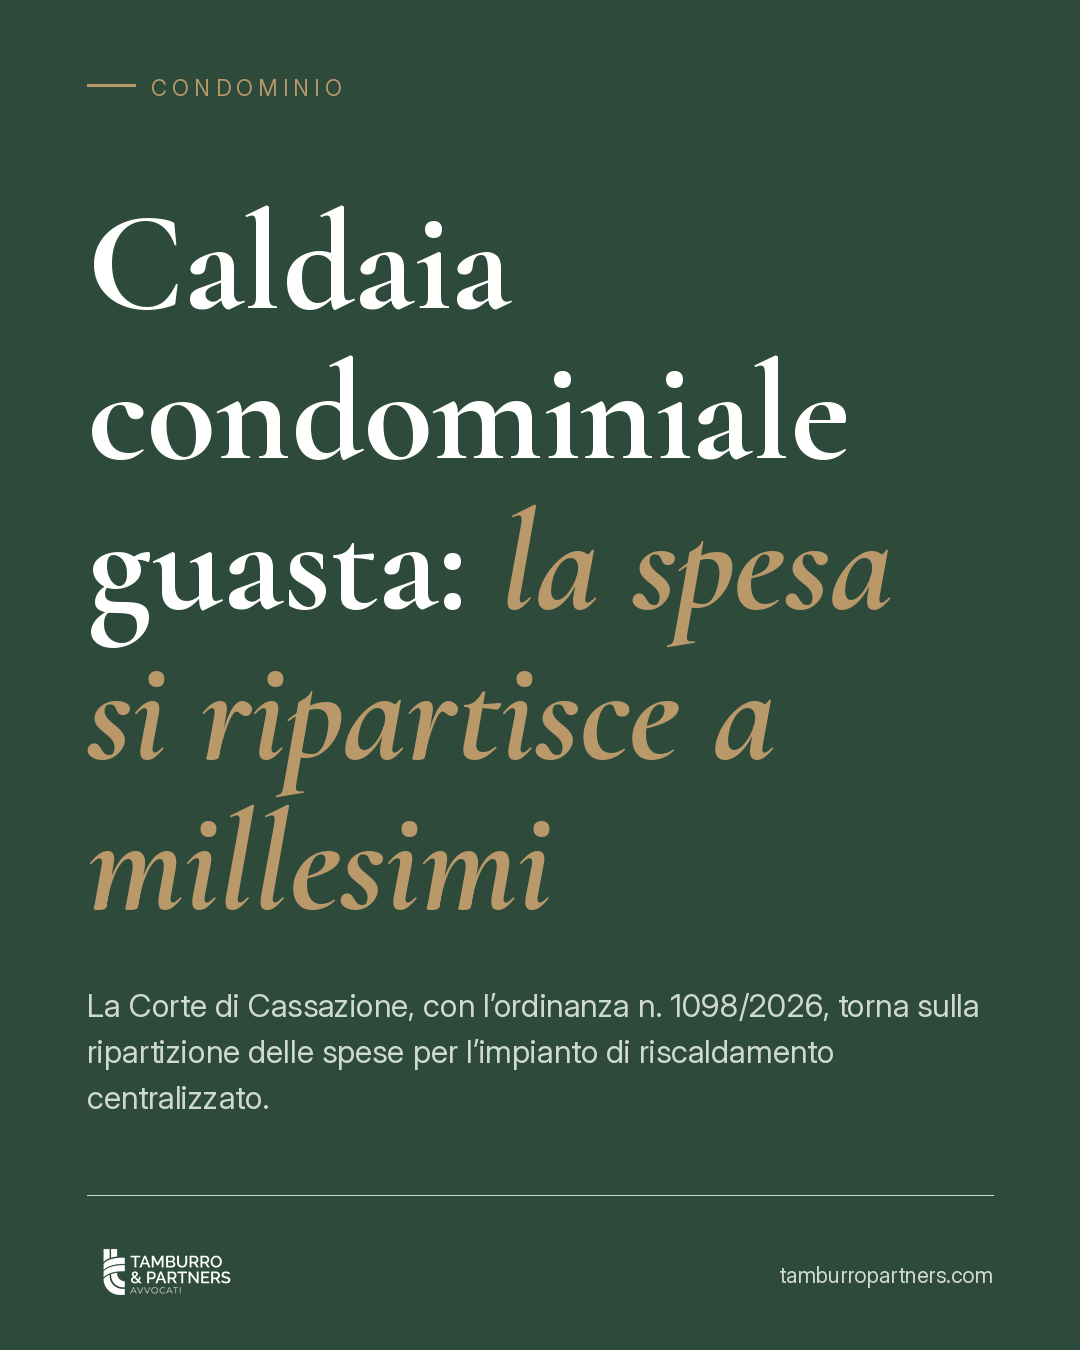 CONDOMINIO
Caldaia
condominiale
guasta: la spesa
si ripartisce a
millesimi
La Corte di Cassazione, con l’ordinanza n. 1098/2026, torna sulla
ripartizione delle spese per l’impianto di riscaldamento
centralizzato.
TAMBURRO
& PARTNERS
AVVOCATI
tamburropartners.com